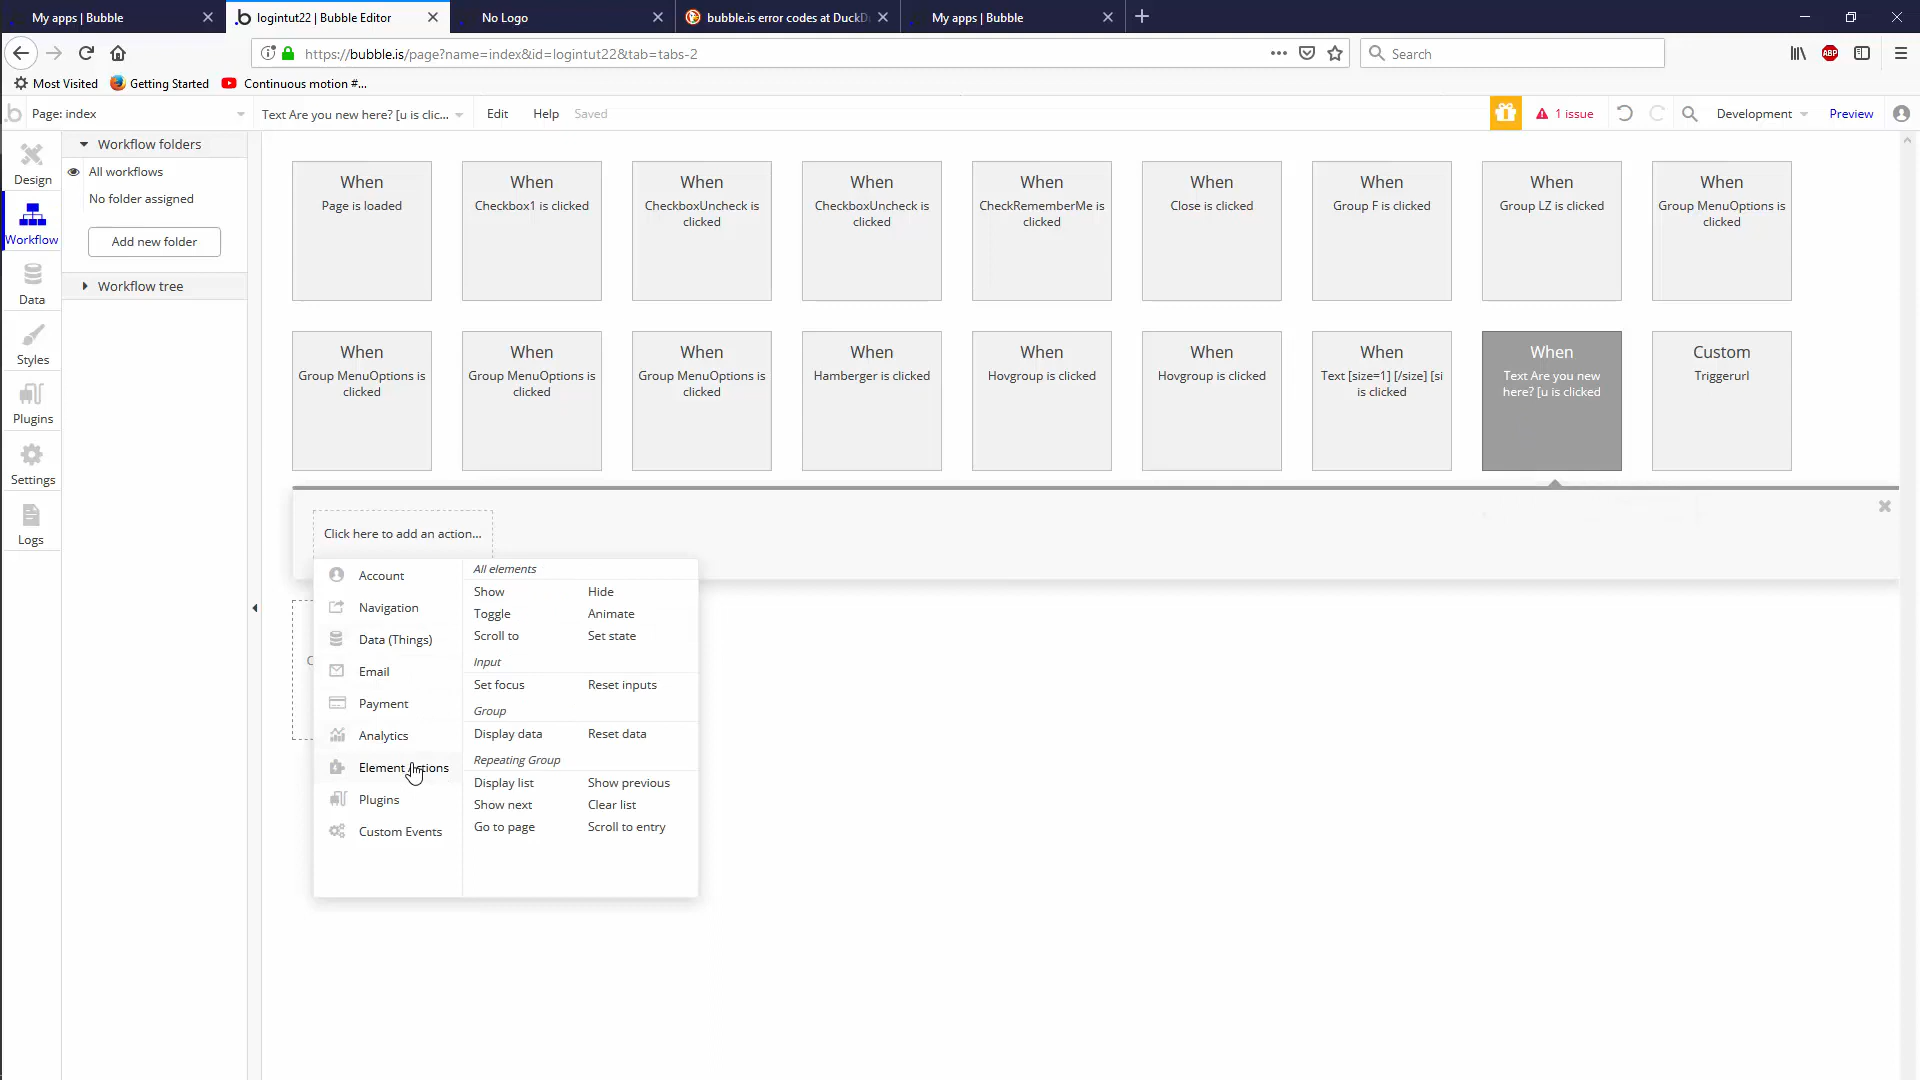 My apps | Bubble
logintut22 | Bubble Editor
No Logo
bubble.is error codes at DuckD
My apps | Bubble
https://bubble.is/page?name=index&id=logintut22&tab=tabs-2
Search
Most Visited
Getting Started
Continuous motion #...
ABP
Page: index
Text Are you new here? [u is clic...
Edit
Help
Saved
1 issue
Development
Preview
Design
Workflow
Data
Styles
Plugins
Settings
Logs
Workflow folders
All workflows
No folder assigned
Add new folder
Workflow tree
When
Page is loaded
When
Checkbox1 is clicked
When
CheckboxUncheck is
clicked
When
CheckboxUncheck is
clicked
When
CheckRememberMe is
clicked
When
Close is clicked
When
Group F is clicked
When
Group LZ is clicked
When
Group MenuOptions is
clicked
When
Group MenuOptions is
clicked
When
Group MenuOptions is
clicked
When
Group MenuOptions is
clicked
When
Hamberger is clicked
When
Hovgroup is clicked
When
Hovgroup is clicked
When
Text [size=1] [/size] [si
is clicked
When
Text Are you new
here? [u is clicked
Custom
Triggerurl
Click here to add an action...
Account
Navigation
Data (Things)
Email
Payment
Analytics
Element Actions
Plugins
Custom Events
All elements
Show
Hide
Toggle
Animate
Scroll to
Set state
Input
Set focus
Reset inputs
Group
Display data
Reset data
Repeating Group
Display list
Show previous
Show next
Clear list
Go to page
Scroll to entry